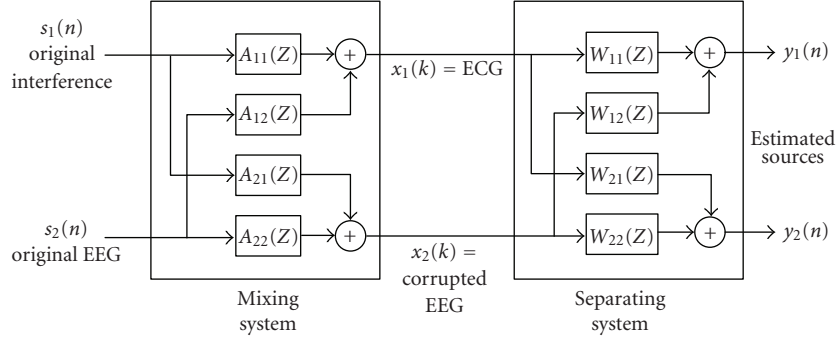 s₁(n)
original
interference
s₂(n)
original EEG
A₁₁(Z)
A₁₂(Z)
A₂₁(Z)
A₂₂(Z)
+
+
Mixing
system
x₁(k) = ECG
x₂(k) =
corrupted
EEG
W₁₁(Z)
W₁₂(Z)
W₂₁(Z)
W₂₂(Z)
+
+
Separating
system
y₁(n)
Estimated
sources
y₂(n)